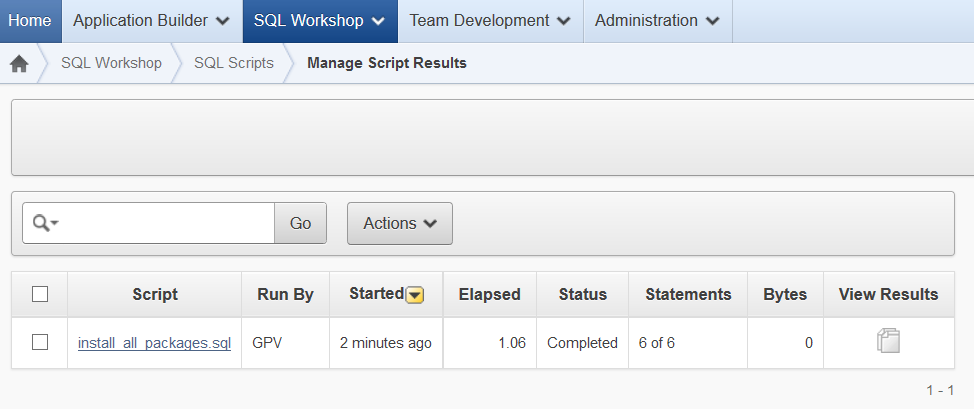 Home Application Builder SQL Workshop Team Development Administration
SQL Workshop SQL Scripts Manage Script Results
Go Actions
Script Run By Started Elapsed Status Statements Bytes View Results
install_all_packages.sql GPV 2 minutes ago 1.06 Completed 6 of 6 0
1 - 1